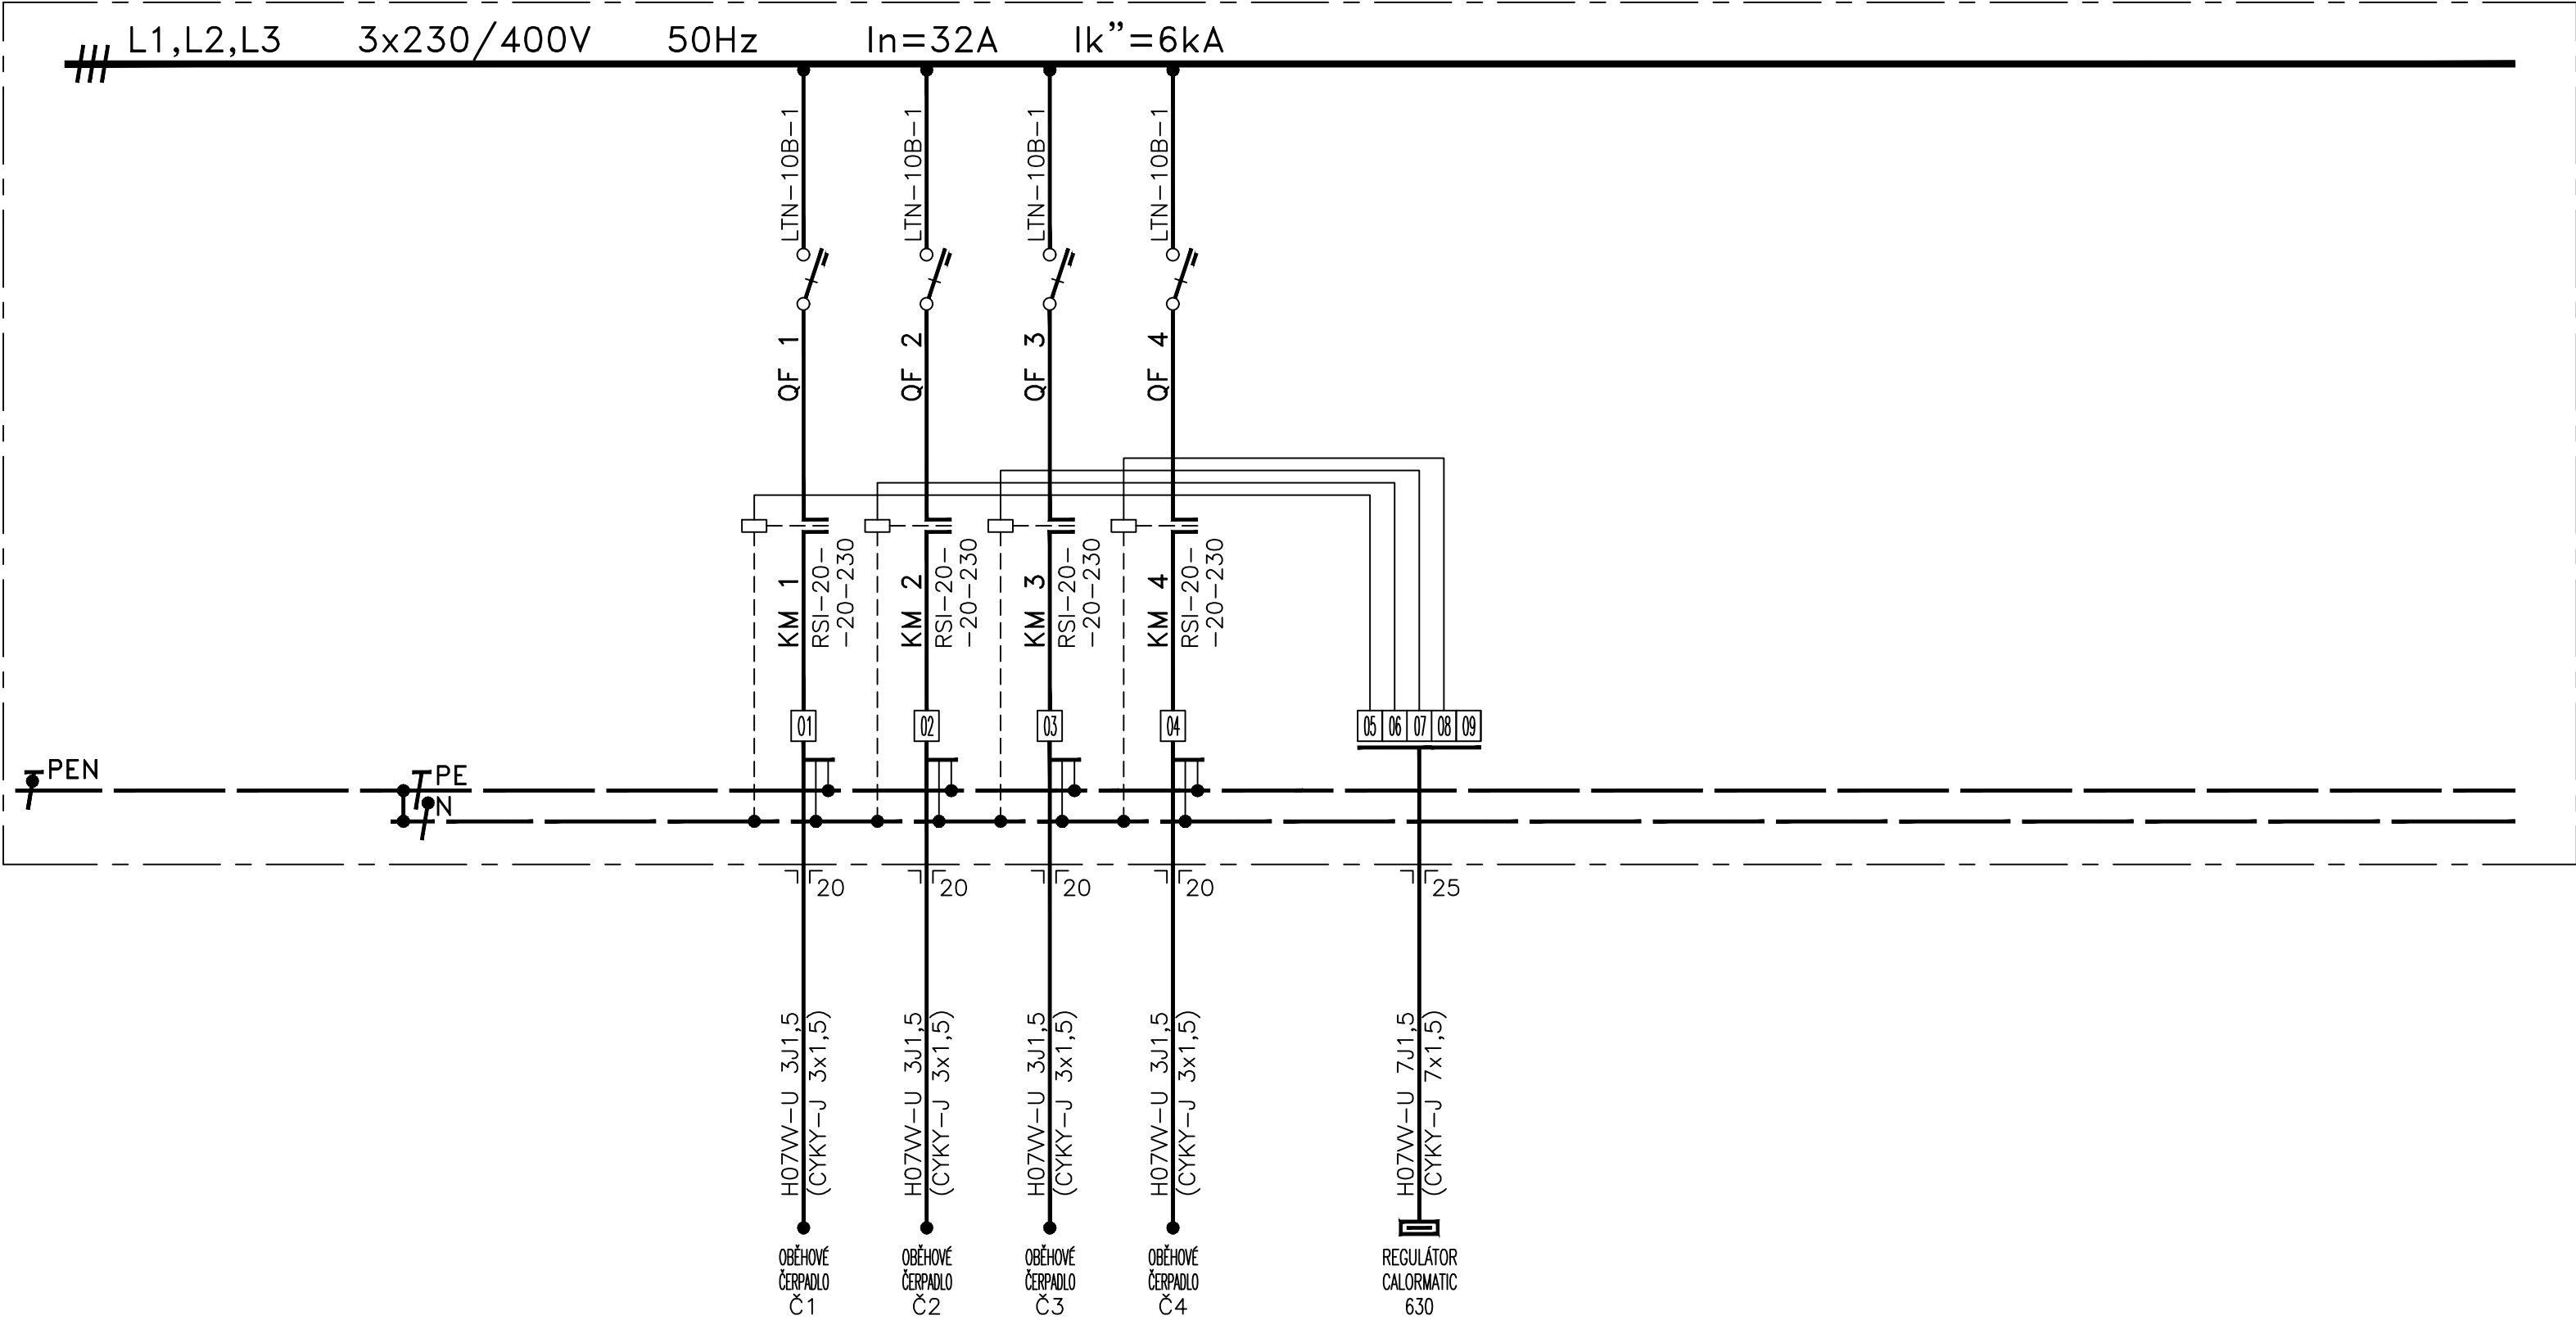 L1,L2,L3 3x230/400V 50Hz In=32A Ik”=6kA
LTN-10B-1
LTN-10B-1
LTN-10B-1
LTN-10B-1
QF 1
QF 2
QF 3
QF 4
KM 1
RSI-20-
-20-230
KM 2
RSI-20-
-20-230
KM 3
RSI-20-
-20-230
KM 4
RSI-20-
-20-230
01
02
03
04
05 06 07 08 09
PEN
PE
N
20
20
20
20
25
H07VV-U 3J1,5
(CYKY-J 3x1,5)
H07VV-U 3J1,5
(CYKY-J 3x1,5)
H07VV-U 3J1,5
(CYKY-J 3x1,5)
H07VV-U 3J1,5
(CYKY-J 3x1,5)
H07VV-U 7J1,5
(CYKY-J 7x1,5)
OBĚHOVÉ
ČERPADLO
Č1
OBĚHOVÉ
ČERPADLO
Č2
OBĚHOVÉ
ČERPADLO
Č3
OBĚHOVÉ
ČERPADLO
Č4
REGULÁTOR
CALORMATIC
630